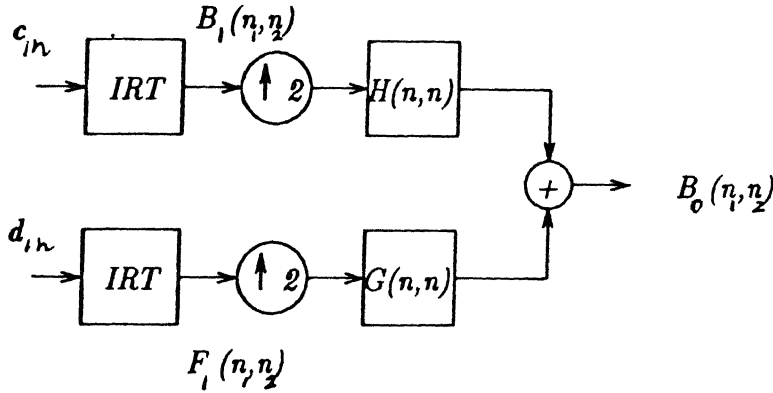 c₁ₙ
B₁(n₁,n₂)
IRT
2
H(n,n)
+
B₀(n₁,n₂)
d₁ₙ
IRT
2
G(n,n)
F₁(n₁,n₂)